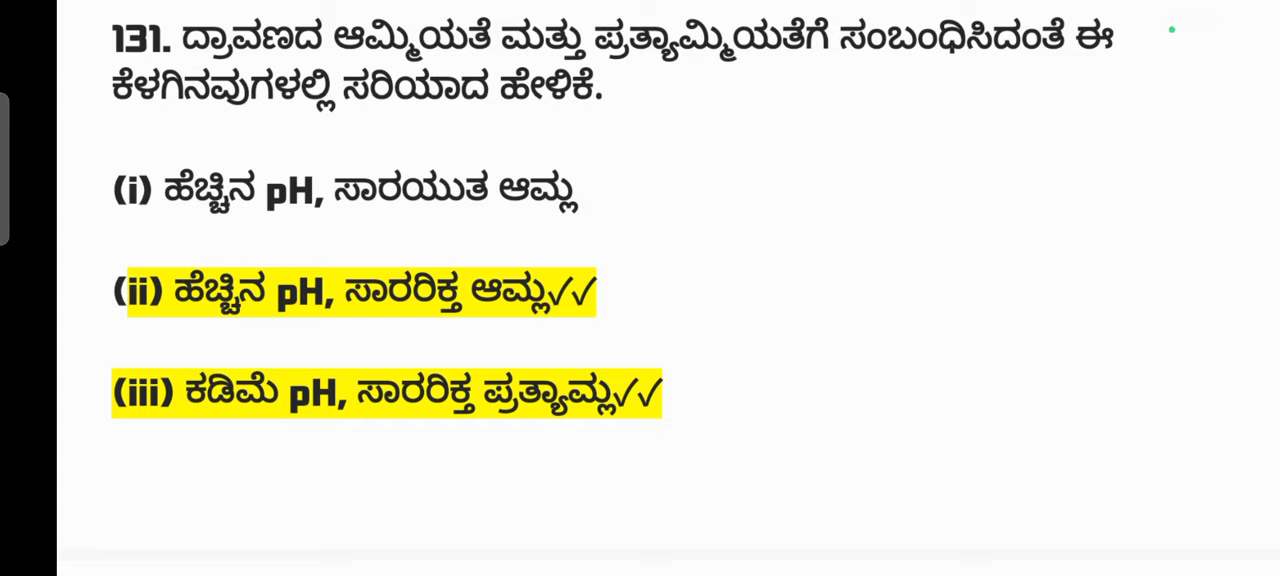 131. ದ್ರಾವಣದ ಆಮ್ಮಿಯತೆ ಮತ್ತು ಪ್ರತ್ಯಾಮ್ಮಿಯತೆಗೆ ಸಂಬಂಧಿಸಿದಂತೆ ಈ
ಕೆಳಗಿನವುಗಳಲ್ಲಿ ಸರಿಯಾದ ಹೇಳಿಕೆ.
(i) ಹೆಚ್ಚಿನ pH, ಸಾರಯುತ ಆಮ್ಲ
(ii) ಹೆಚ್ಚಿನ pH, ಸಾರರಿಕ್ತ ಆಮ್ಲ✓✓
(iii) ಕಡಿಮೆ pH, ಸಾರರಿಕ್ತ ಪ್ರತ್ಯಾಮ್ಲ✓✓